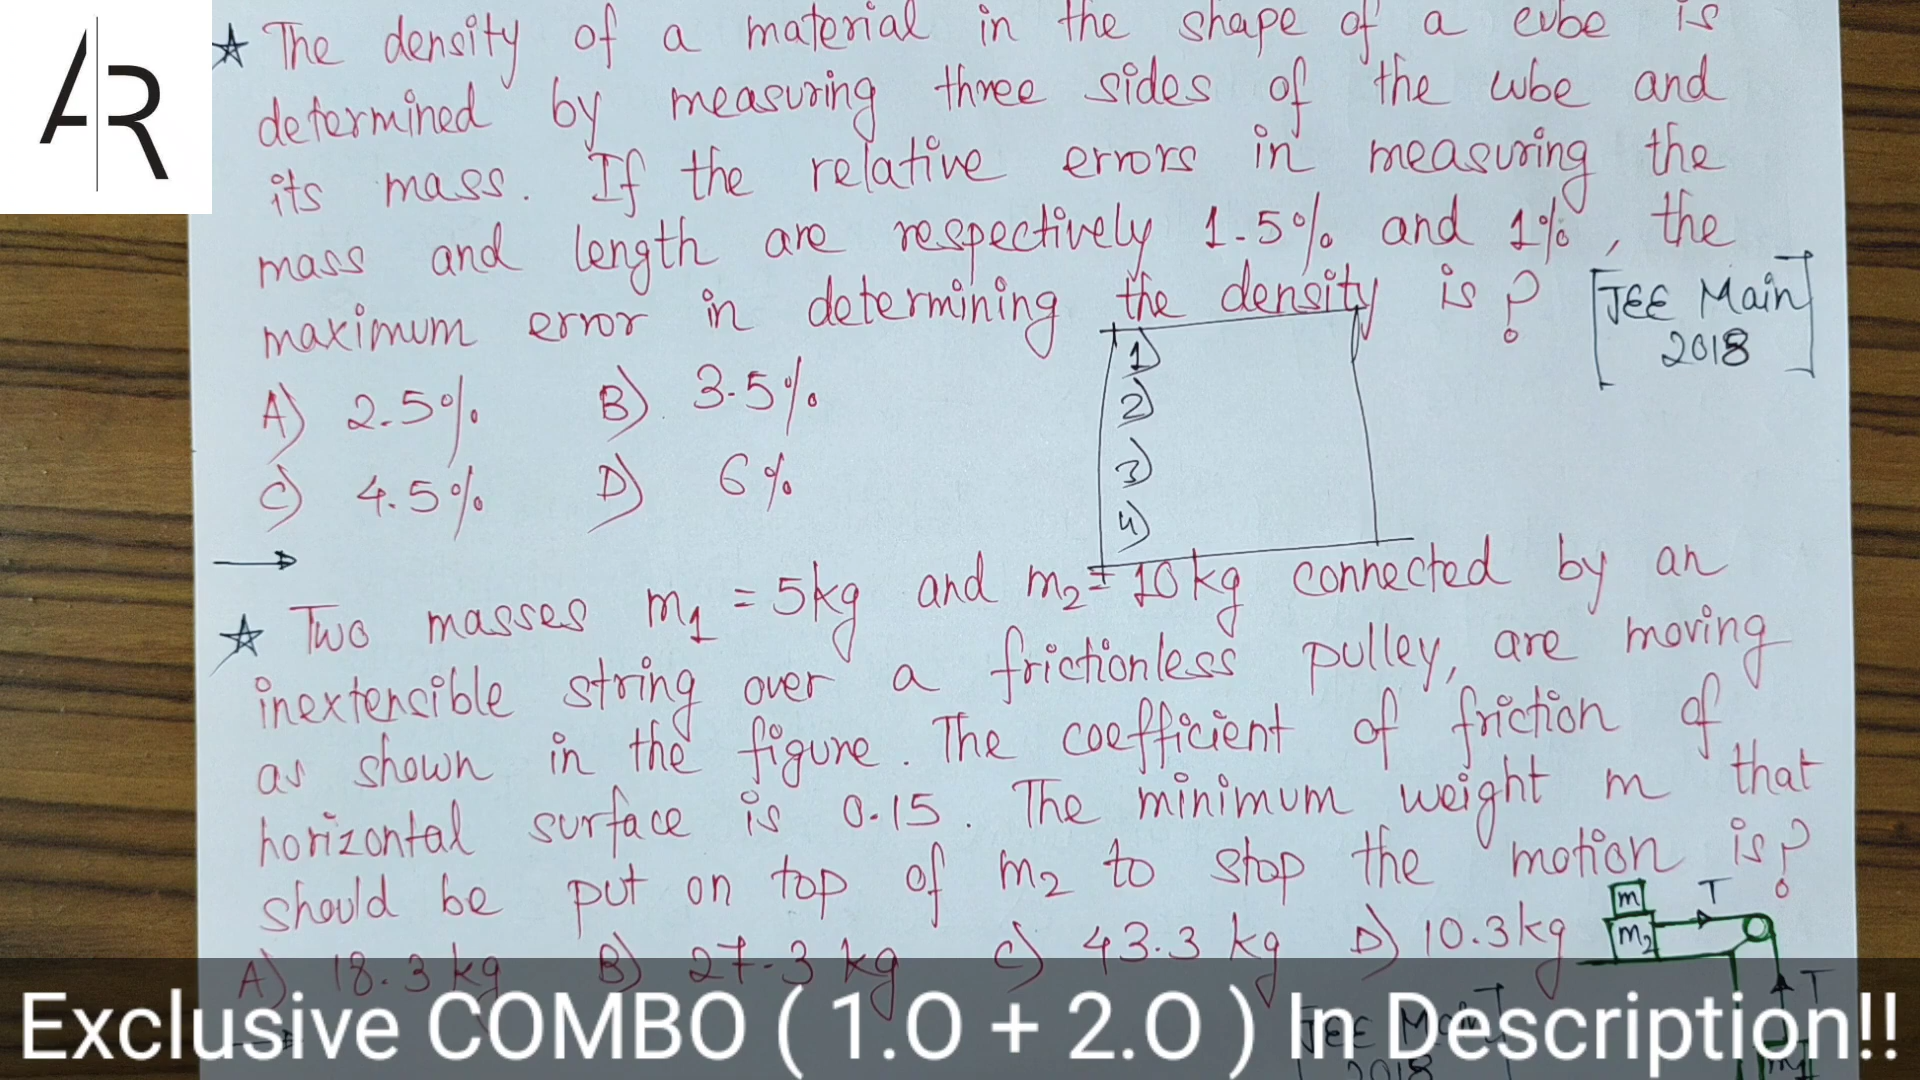 AR
☆ The density of a material in the shape of a cube is
determined by measuring three sides of the cube and
its mass. If the relative errors in measuring the
mass and length are respectively 1.5% and 1%, the
maximum error in determining the density is?
[JEE Main
2018]
A) 2.5% B) 3.5%
C) 4.5% D) 6%
1)
2)
3)
4)
→
☆ Two masses m1 = 5kg and m2 = 10kg connected by an
inextensible string over a frictionless pulley, are moving
as shown in the figure. The coefficient of friction of
horizontal surface is 0.15. The minimum weight m that
should be put on top of m2 to stop the motion is?
A) 18.3 kg B) 27.3 kg C) 43.3 kg D) 10.3kg
m T
m2
T
m1
JEE Main
2018
Exclusive COMBO ( 1.O + 2.O ) In Description!!